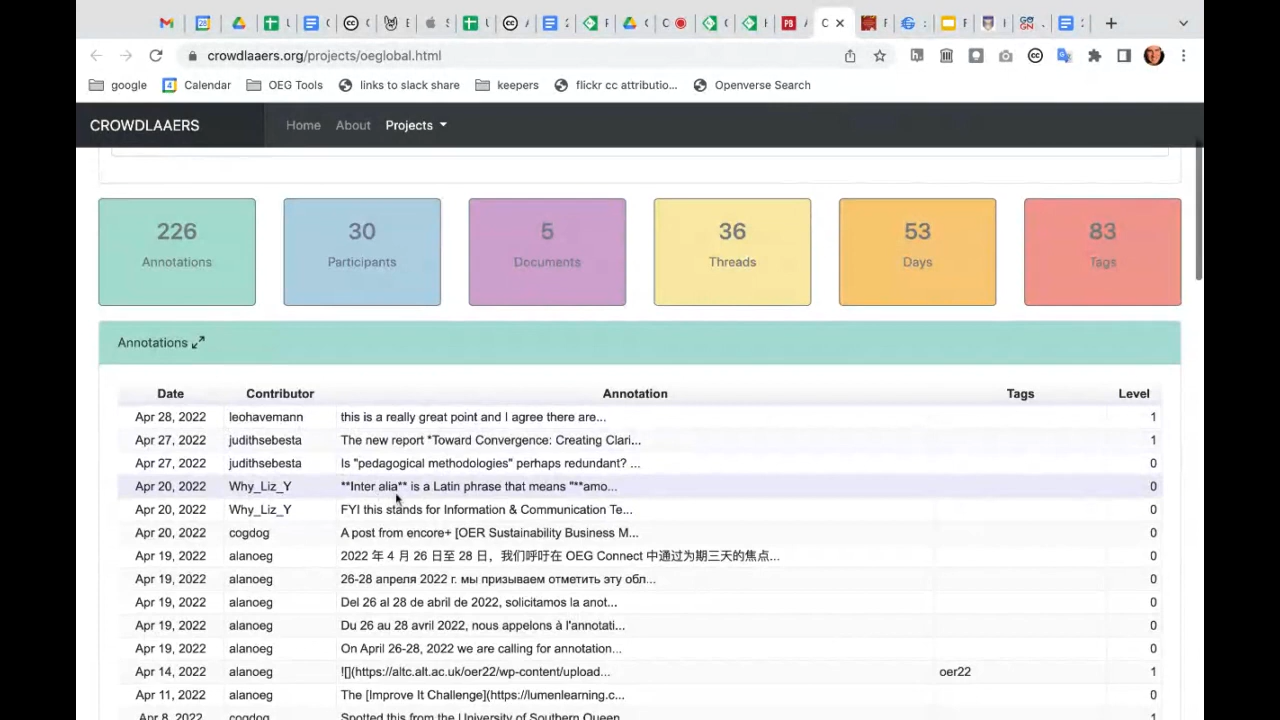 crowdlaaers.org/projects/oeglobal.html
google Calendar OEG Tools links to slack share keepers flickr cc attributio... Openverse Search
CROWDLAAERS Home About Projects
226 30 5 36 53 83
Annotations Participants Documents Threads Days Tags
Annotations
Date Contributor Annotation Tags Level
Apr 28, 2022 leohavemann this is a really great point and I agree there are... 1
Apr 27, 2022 judithsebesta The new report *Toward Convergence: Creating Clari... 1
Apr 27, 2022 judithsebesta Is "pedagogical methodologies" perhaps redundant? ... 0
Apr 20, 2022 Why_Liz_Y **Inter alia** is a Latin phrase that means "**amo... 0
Apr 20, 2022 Why_Liz_Y FYI this stands for Information & Communication Te... 0
Apr 20, 2022 cogdog A post from encore+ [OER Sustainability Business M... 0
Apr 19, 2022 alanoeg 2022 年 4 月 26 日至 28 日，我们呼吁在 OEG Connect 中通过为期三天的焦点... 0
Apr 19, 2022 alanoeg 26-28 апреля 2022 г. мы призываем отметить эту обл... 0
Apr 19, 2022 alanoeg Del 26 al 28 de abril de 2022, solicitamos la anot... 0
Apr 19, 2022 alanoeg Du 26 au 28 avril 2022, nous appelons à l'annotati... 0
Apr 19, 2022 alanoeg On April 26-28, 2022 we are calling for annotation... 0
Apr 14, 2022 alanoeg ![](https://altc.alt.ac.uk/oer22/wp-content/upload... oer22 1
Apr 11, 2022 alanoeg The [Improve It Challenge](https://lumenlearning.c... 0
Apr 8, 2022 cogdog Spotted this from the University of Southern Queen